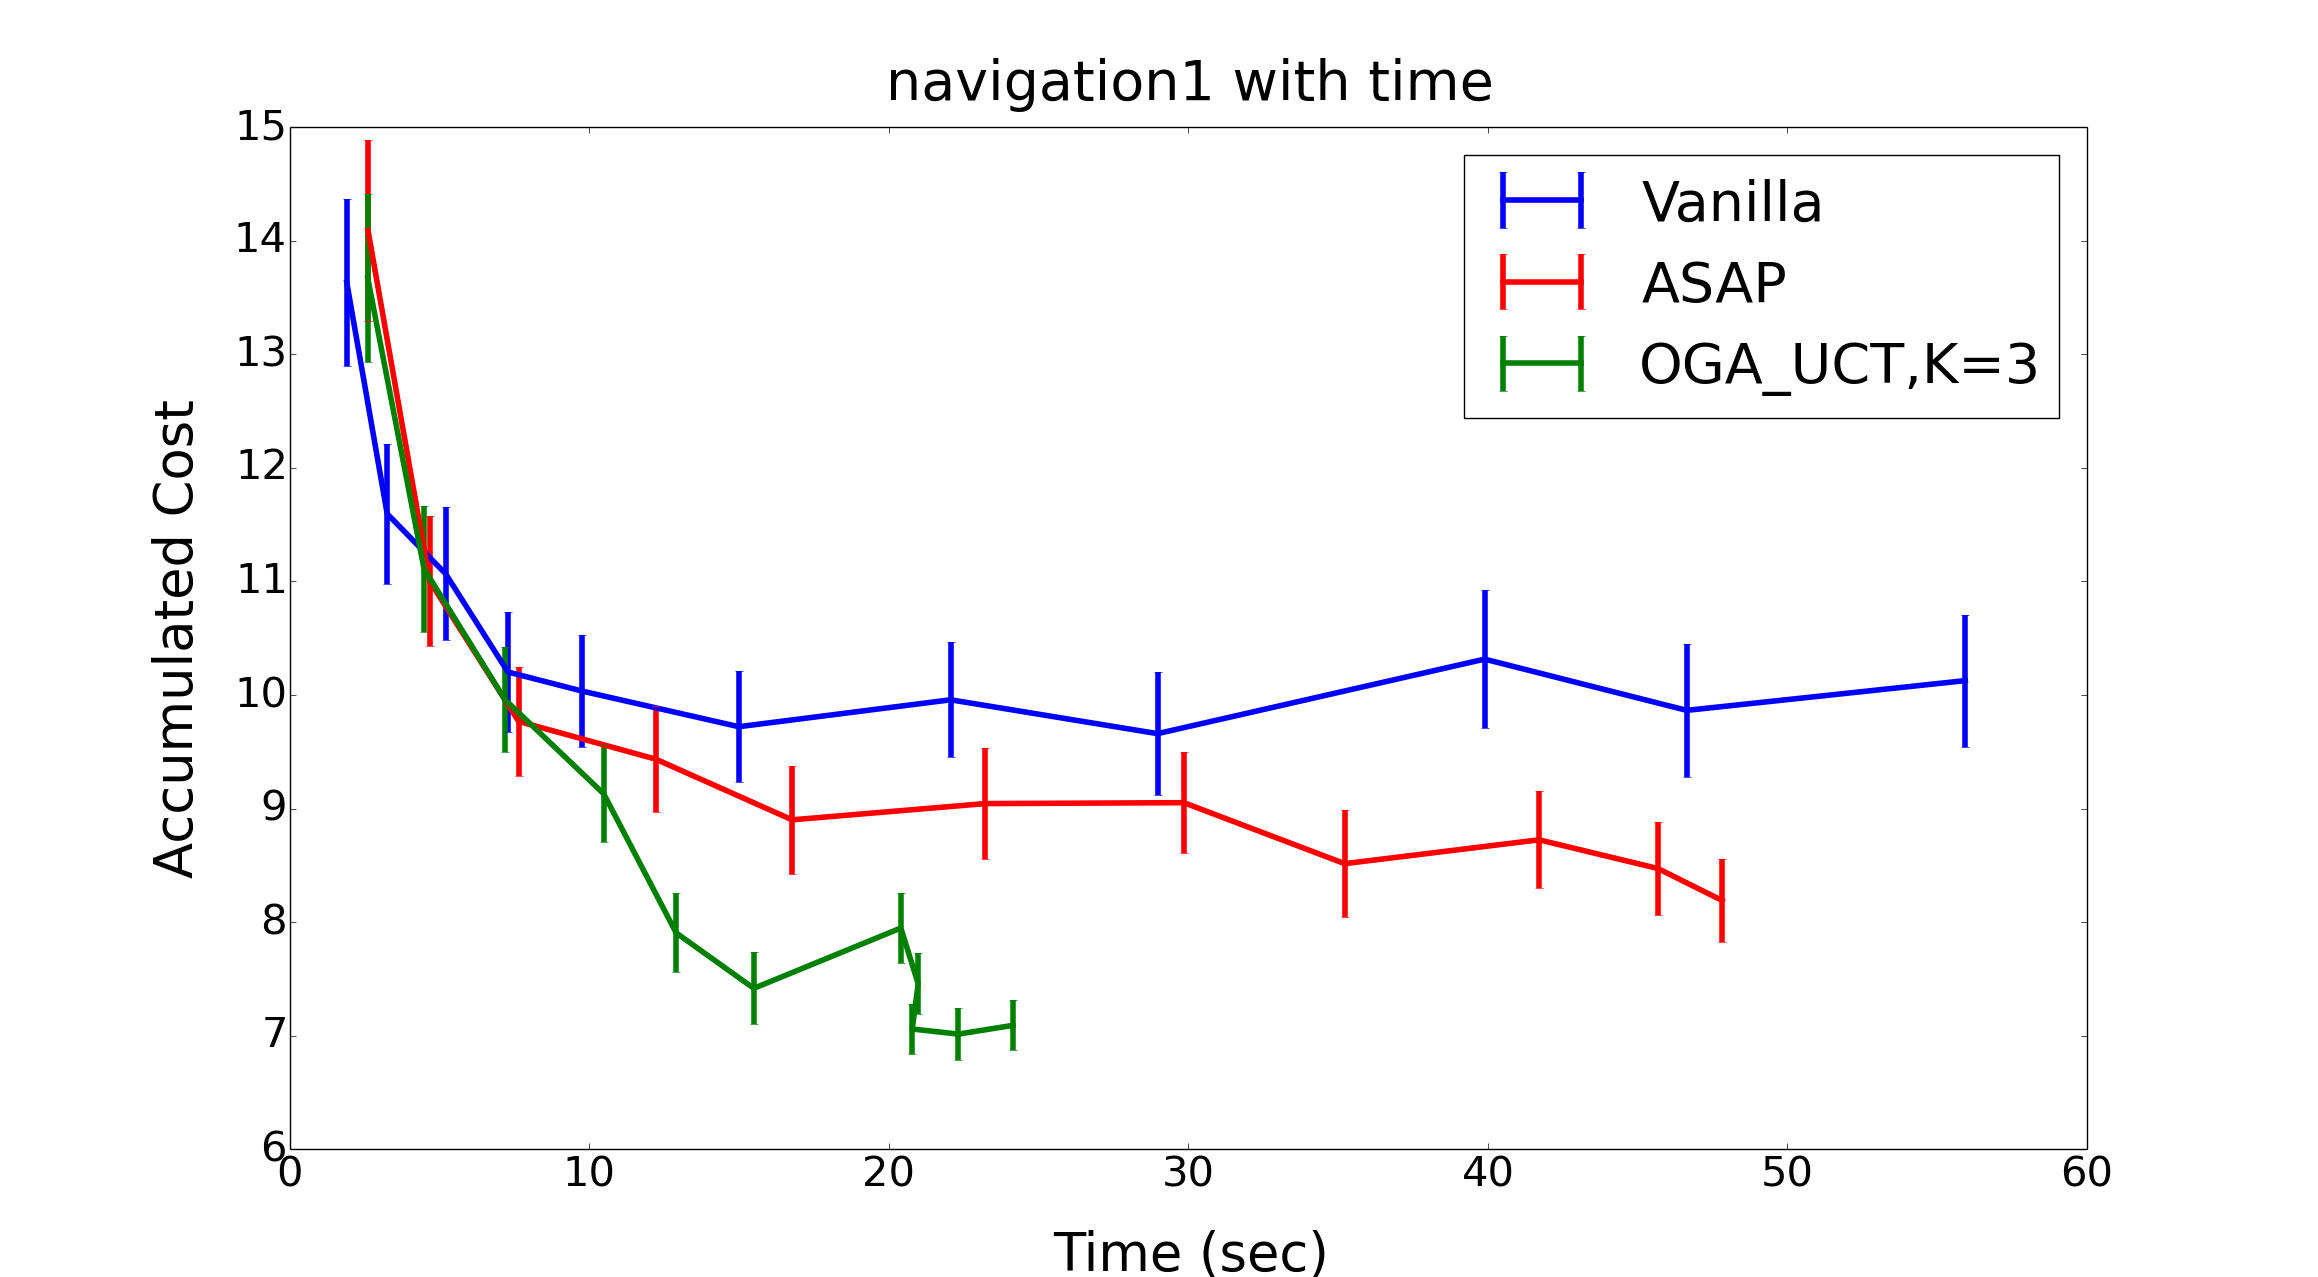 navigation1 with time
15
14
13
12
11
10
9
8
7
6
Accumulated Cost
Vanilla
ASAP
OGA_UCT,K=3
0 10 20 30 40 50 60
Time (sec)